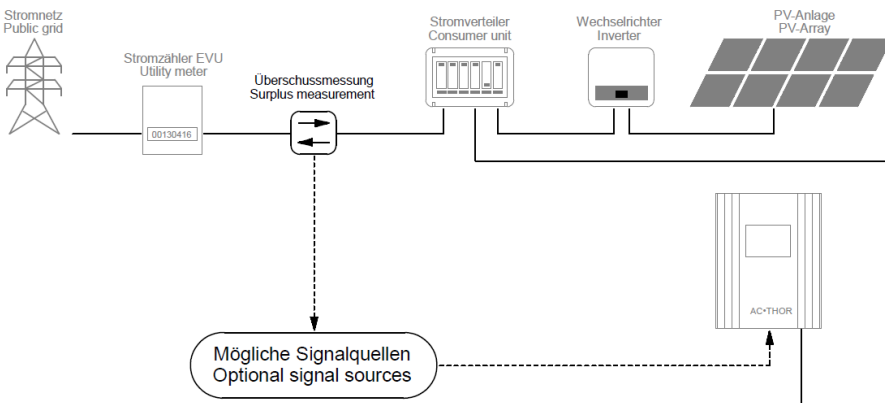 Stromnetz
Public grid
Stromzähler EVU
Utility meter
00130416
Überschussmessung
Surplus measurement
Stromverteiler
Consumer unit
Wechselrichter
Inverter
PV-Anlage
PV-Array
AC•THOR
Mögliche Signalquellen
Optional signal sources